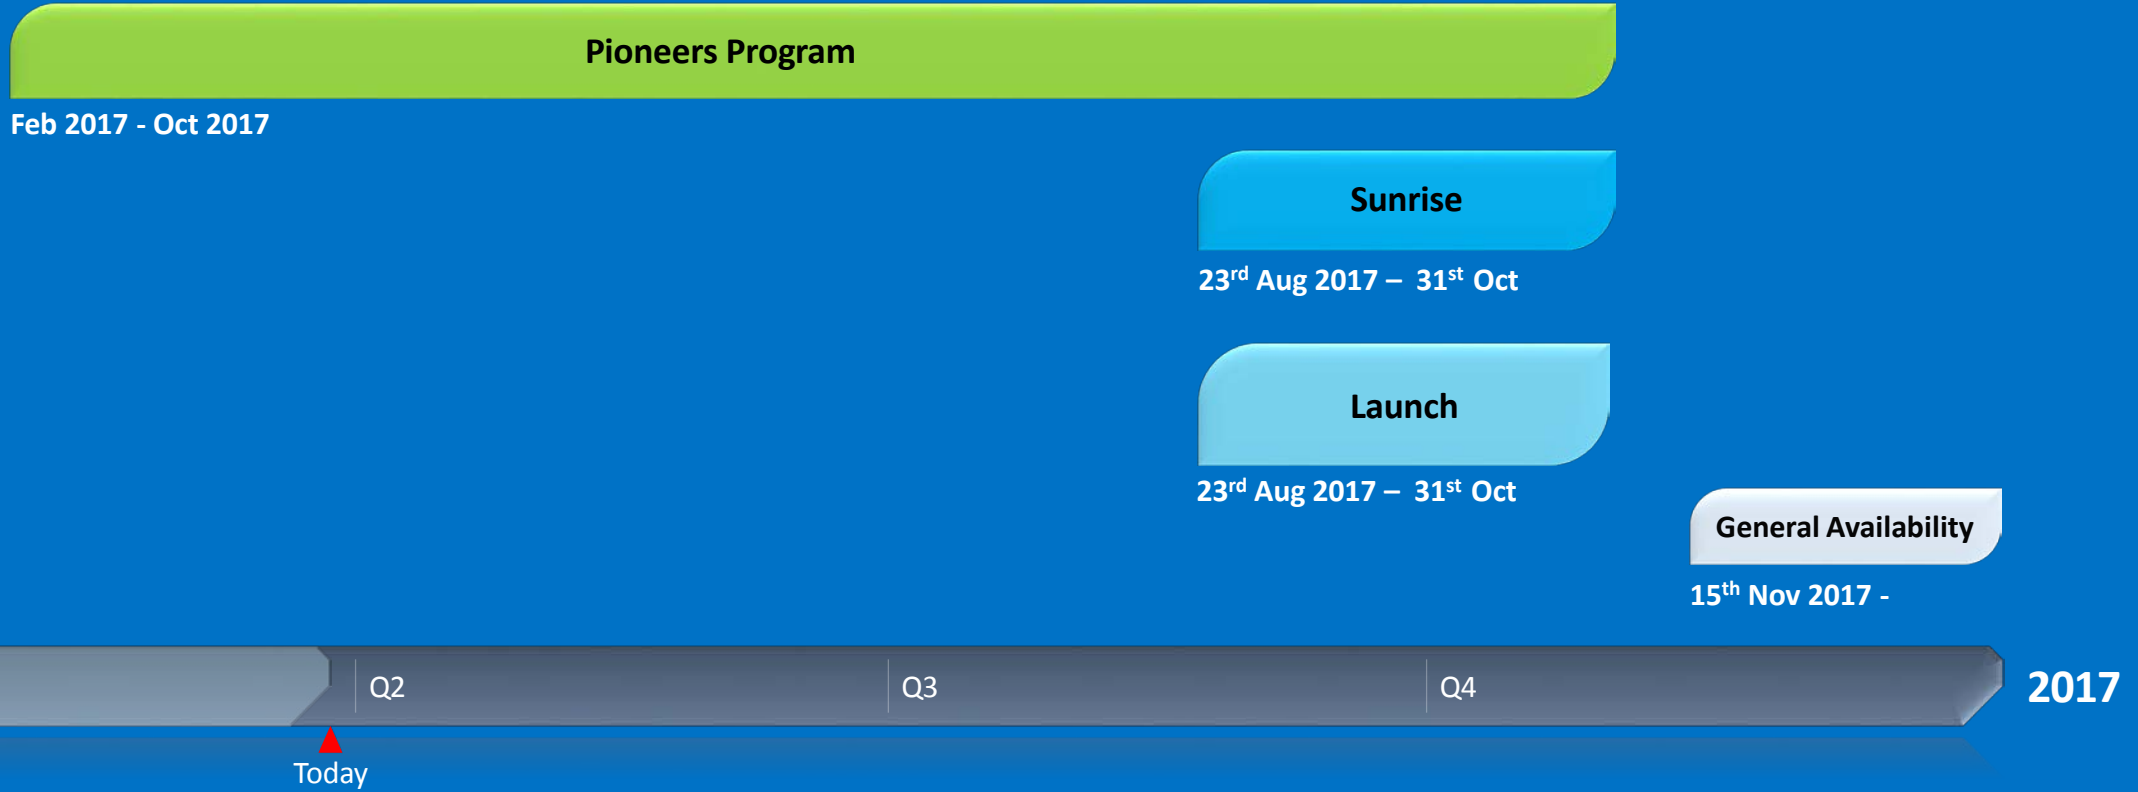 Pioneers Program
Feb 2017 - Oct 2017
Sunrise
23rd Aug 2017 – 31st Oct
Launch
23rd Aug 2017 – 31st Oct
General Availability
15th Nov 2017 -
Q2
Q3
Q4
2017
Today